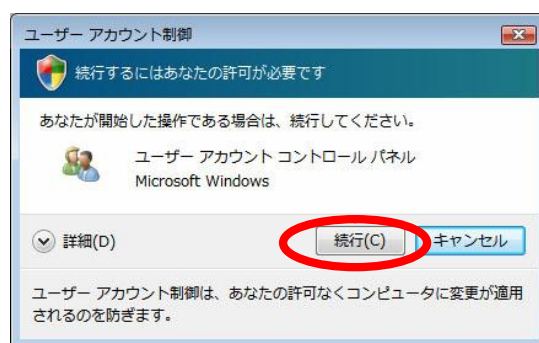 ユーザー アカウント制御
続行するにはあなたの許可が必要です
あなたが開始した操作である場合は、続行してください。
ユーザー アカウント コントロール パネル
Microsoft Windows
詳細(D)
続行(C)
キャンセル
ユーザー アカウント制御は、あなたの許可なくコンピュータに変更が適用
されるのを防ぎます。